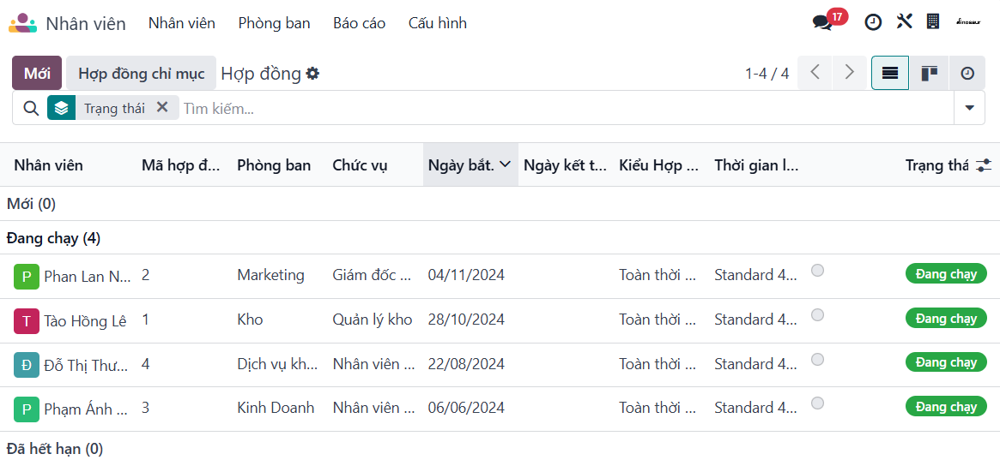 Nhân viên Nhân viên Phòng ban Báo cáo Cấu hình 17 dinosaur
Mới Hợp đồng chỉ mục Hợp đồng 1-4 / 4
Trạng thái Tìm kiếm...
Nhân viên Mã hợp đ... Phòng ban Chức vụ Ngày bắt. Ngày kết t... Kiểu Hợp ... Thời gian l... Trạng thá
Mới (0)
Đang chạy (4)
P Phan Lan N... 2 Marketing Giám đốc ... 04/11/2024 Toàn thời ... Standard 4... Đang chạy
T Tào Hồng Lê 1 Kho Quản lý kho 28/10/2024 Toàn thời ... Standard 4... Đang chạy
Đ Đỗ Thị Thư... 4 Dịch vụ kh... Nhân viên ... 22/08/2024 Toàn thời ... Standard 4... Đang chạy
P Phạm Ánh ... 3 Kinh Doanh Nhân viên ... 06/06/2024 Toàn thời ... Standard 4... Đang chạy
Đã hết hạn (0)